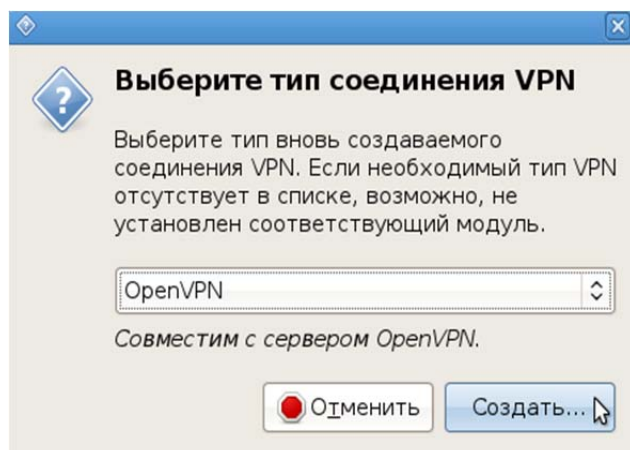 Выберите тип соединения VPN
Выберите тип вновь создаваемого
соединения VPN. Если необходимый тип VPN
отсутствует в списке, возможно, не
установлен соответствующий модуль.
OpenVPN
Совместим с сервером OpenVPN.
Отменить
Создать...